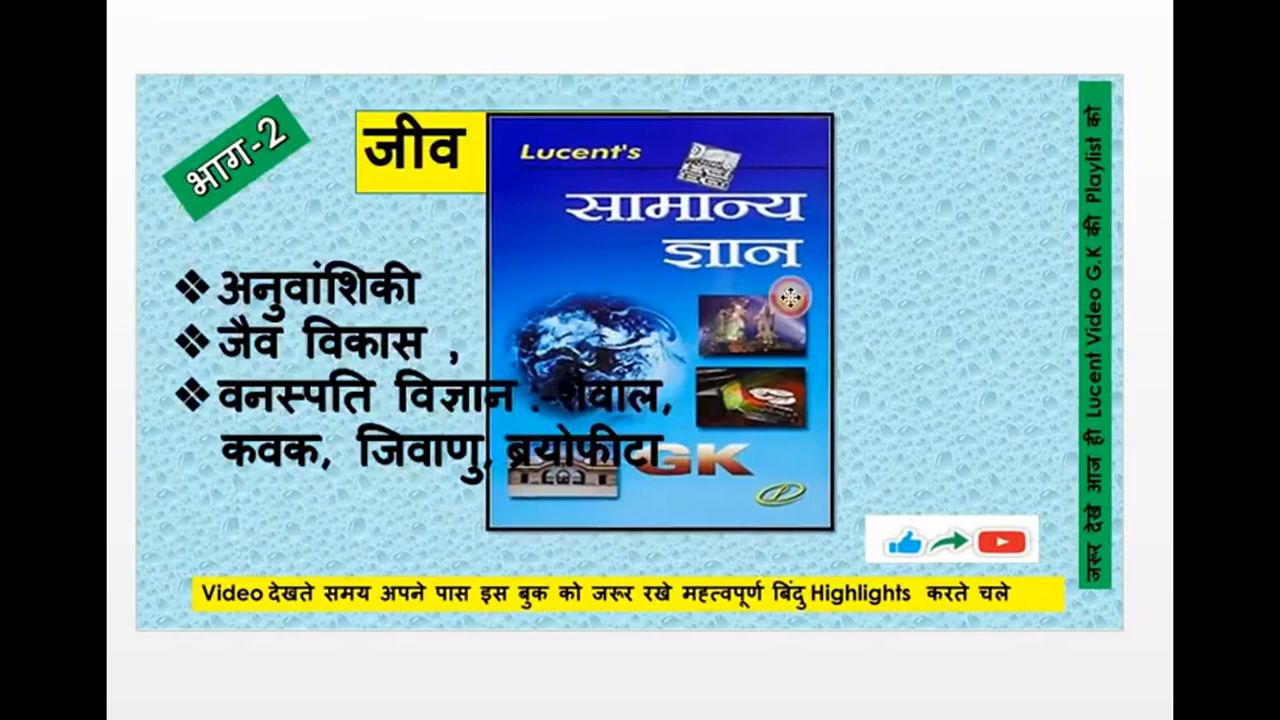 भाग-2
जीव
Lucent's
सामान्य
ज्ञान
❖ अनुवांशिकी
❖ जैव विकास ,
❖ वनस्पति विज्ञान : शैवाल,
कवक, जिवाणु, ब्रयोफीटा
GK
Video देखते समय अपने पास इस बुक को जरूर रखे महत्वपूर्ण बिंदु Highlights करते चले
जरूर देखे आज ही Lucent Video G.K की Playlist को